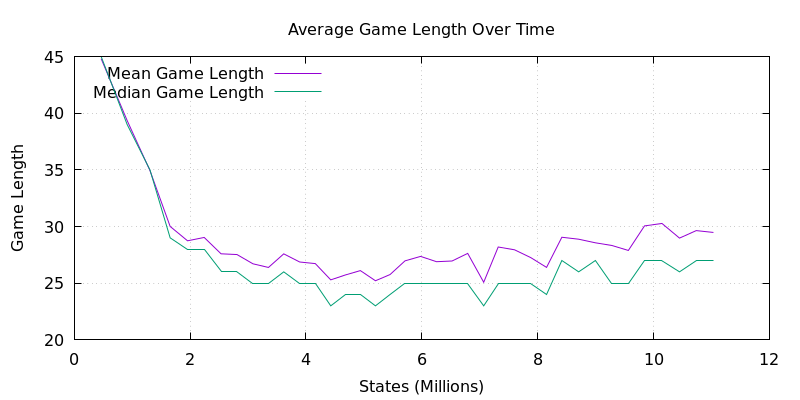 Average Game Length Over Time
Mean Game Length
Median Game Length
Game Length
45
40
35
30
25
20
0 2 4 6 8 10 12
States (Millions)